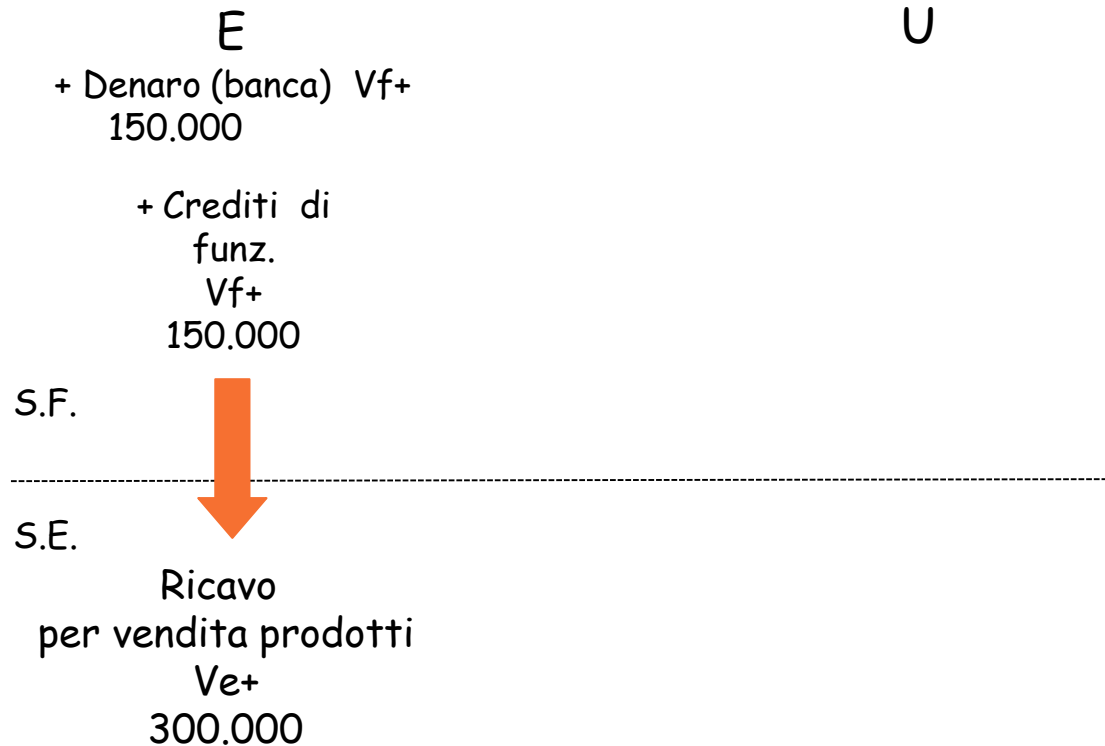 E
U
+ Denaro (banca) Vf+
150.000
+ Crediti di
funz.
Vf+
150.000
S.F.
S.E.
Ricavo
per vendita prodotti
Ve+
300.000